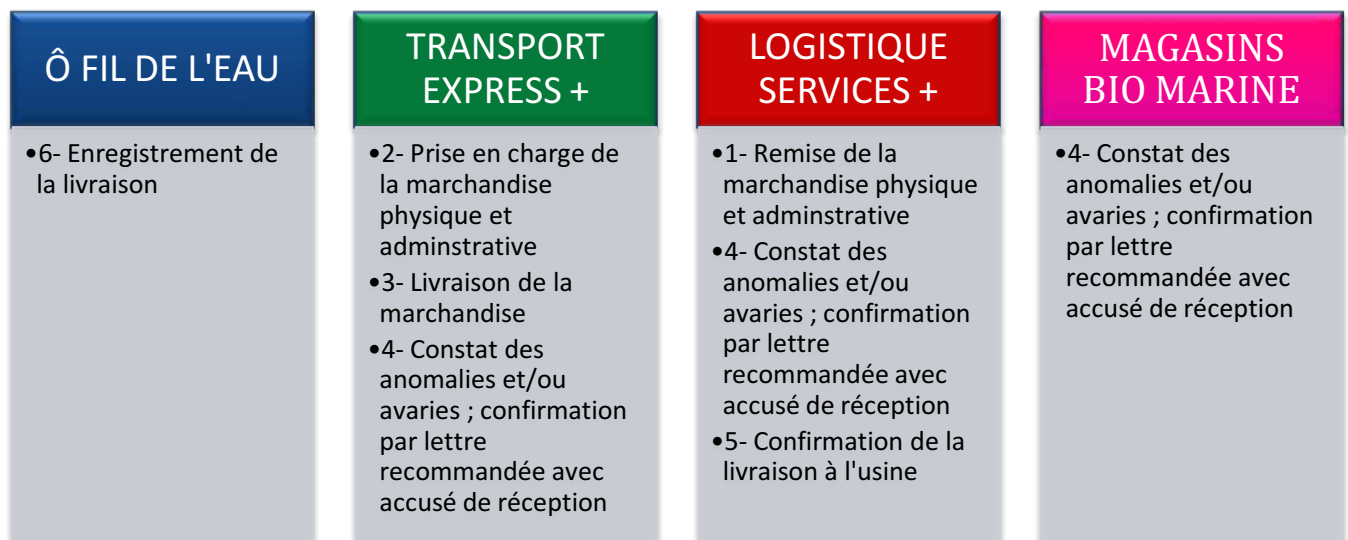 Ô FIL DE L'EAU
•6- Enregistrement de
la livraison
TRANSPORT
EXPRESS +
•2- Prise en charge de
la marchandise
physique et
adminstrative
•3- Livraison de la
marchandise
•4- Constat des
anomalies et/ou
avaries ; confirmation
par lettre
recommandée avec
accusé de réception
LOGISTIQUE
SERVICES +
•1- Remise de la
marchandise physique
et adminstrative
•4- Constat des
anomalies et/ou
avaries ; confirmation
par lettre
recommandée avec
accusé de réception
•5- Confirmation de la
livraison à l'usine
MAGASINS
BIO MARINE
•4- Constat des
anomalies et/ou
avaries ; confirmation
par lettre
recommandée avec
accusé de réception